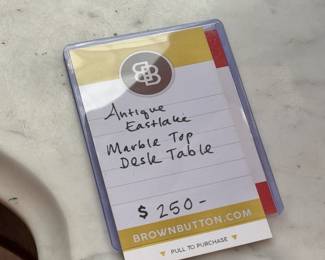 BB
Antique
Eastlake
Marble Top
Desk Table
$ 250-
BROWNBUTTON.COM
PULL TO PURCHASE